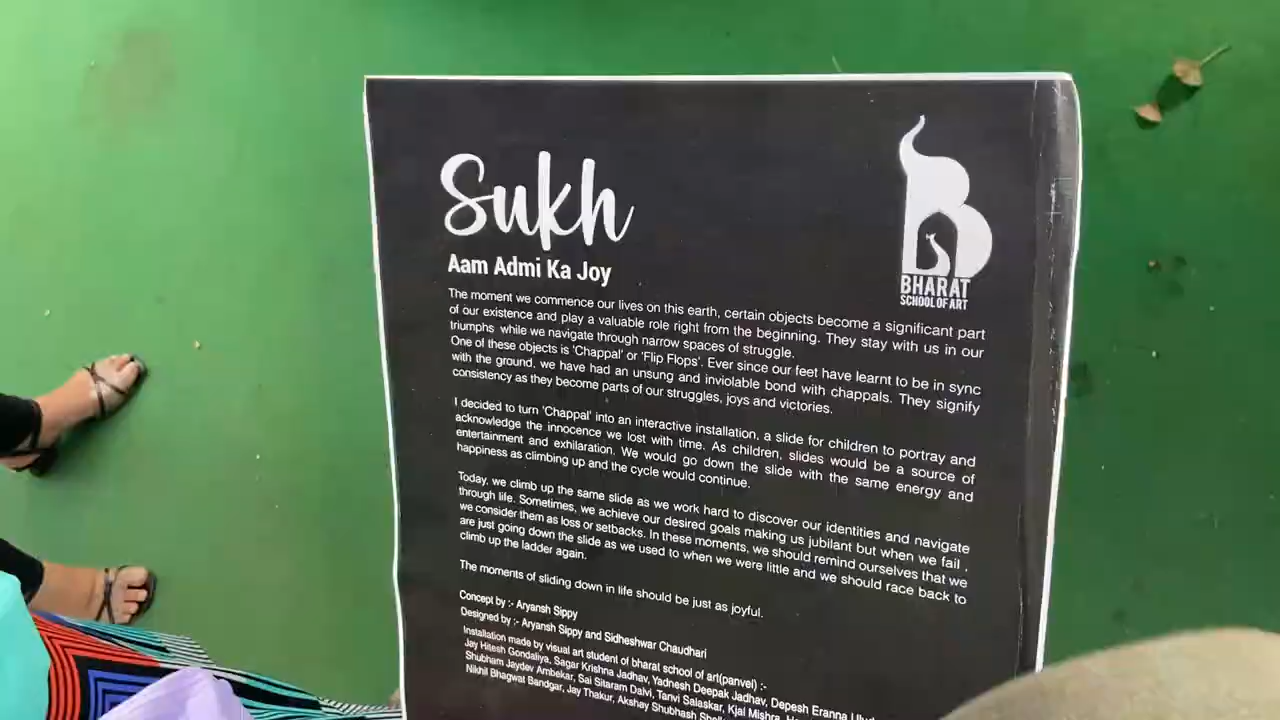 Sukh
Aam Admi Ka Joy
BHARAT
SCHOOL OF ART
The moment we commence our lives on this earth, certain objects become a significant part
of our existence and play a valuable role right from the beginning. They stay with us in our
triumphs while we navigate through narrow spaces of struggle.
One of these objects is 'Chappal' or 'Flip Flops'. Ever since our feet have learnt to be in sync
with the ground, we have had an unsung and inviolable bond with chappals. They signify
consistency as they become parts of our struggles, joys and victories.
I decided to turn 'Chappal' into an interactive installation, a slide for children to portray and
acknowledge the innocence we lost with time. As children, slides would be a source of
entertainment and exhilaration. We would go down the slide with the same energy and
happiness as climbing up and the cycle would continue.
Today, we climb up the same slide as we work hard to discover our identities and navigate
through life. Sometimes, we achieve our desired goals making us jubilant but when we fail ,
we consider them as loss or setbacks. In these moments, we should remind ourselves that we
are just going down the slide as we used to when we were little and we should race back to
climb up the ladder again.
The moments of sliding down in life should be just as joyful.
Concept by :- Aryansh Sippy
Designed by :- Aryansh Sippy and Sidheshwar Chaudhari
Installation made by visual art student of bharat school of art(panvel) :-
Jay Hitesh Gondaliya, Sagar Krishna Jadhav, Yadnesh Deepak Jadhav, Depesh Eranna
Shubham Jaydev Ambekar, Sai Sitaram Dalvi, Tanvi Salaskar, Kjal Mishra,
Nikhil Bhagwat Bandgar, Jay Thakur, Akshay Shubhash